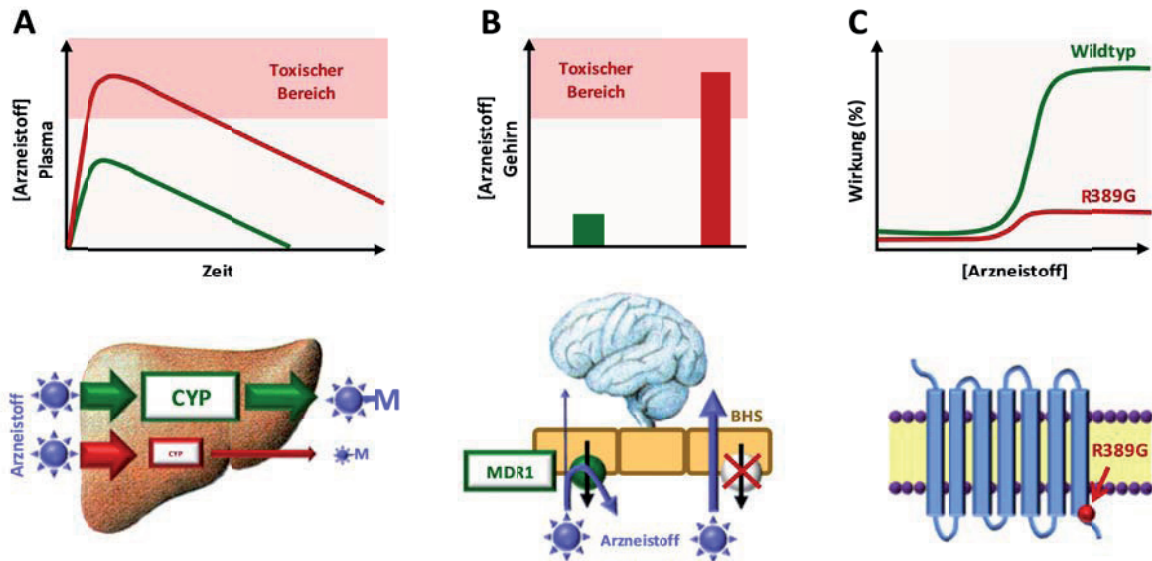 A
[Arzneistoff]
Plasma
Toxischer
Bereich
Zeit
B
[Arzneistoff]
Gehirn
Toxischer
Bereich
C
Wirkung (%)
Wildtyp
R389G
[Arzneistoff]
Arzneistoff
CYP
M
CYP
M
BHS
MDR1
Arzneistoff
R389G